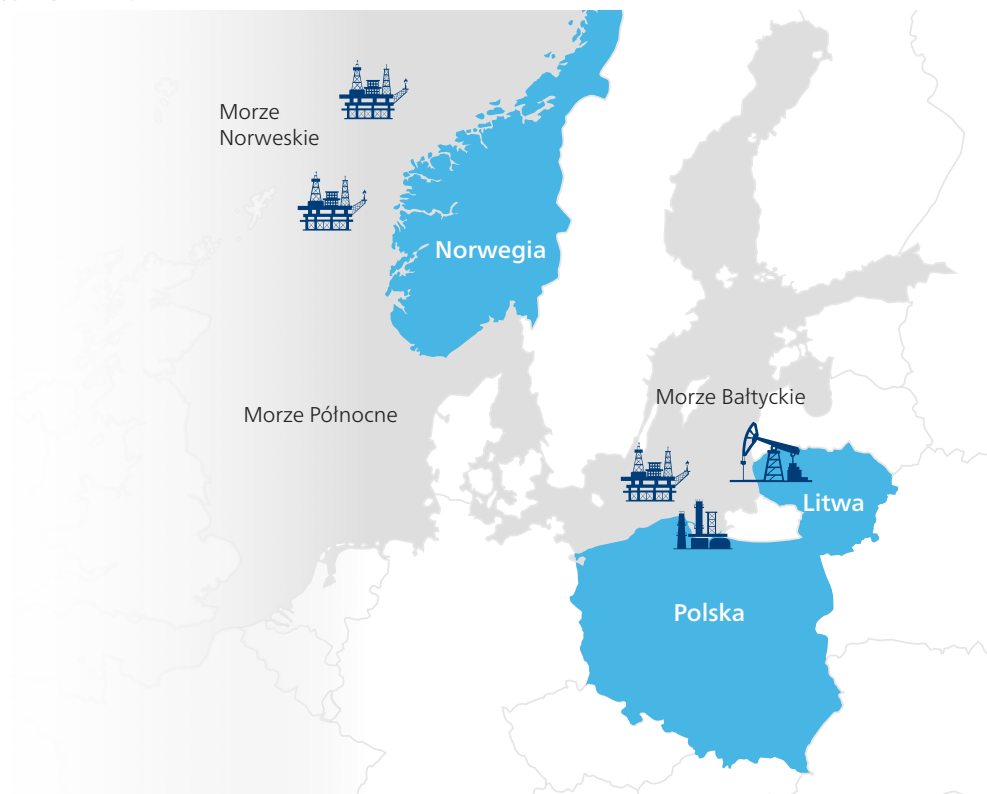 Morze
Norweskie
Norwegia
Morze Bałtyckie
Morze Północne
Litwa
Polska